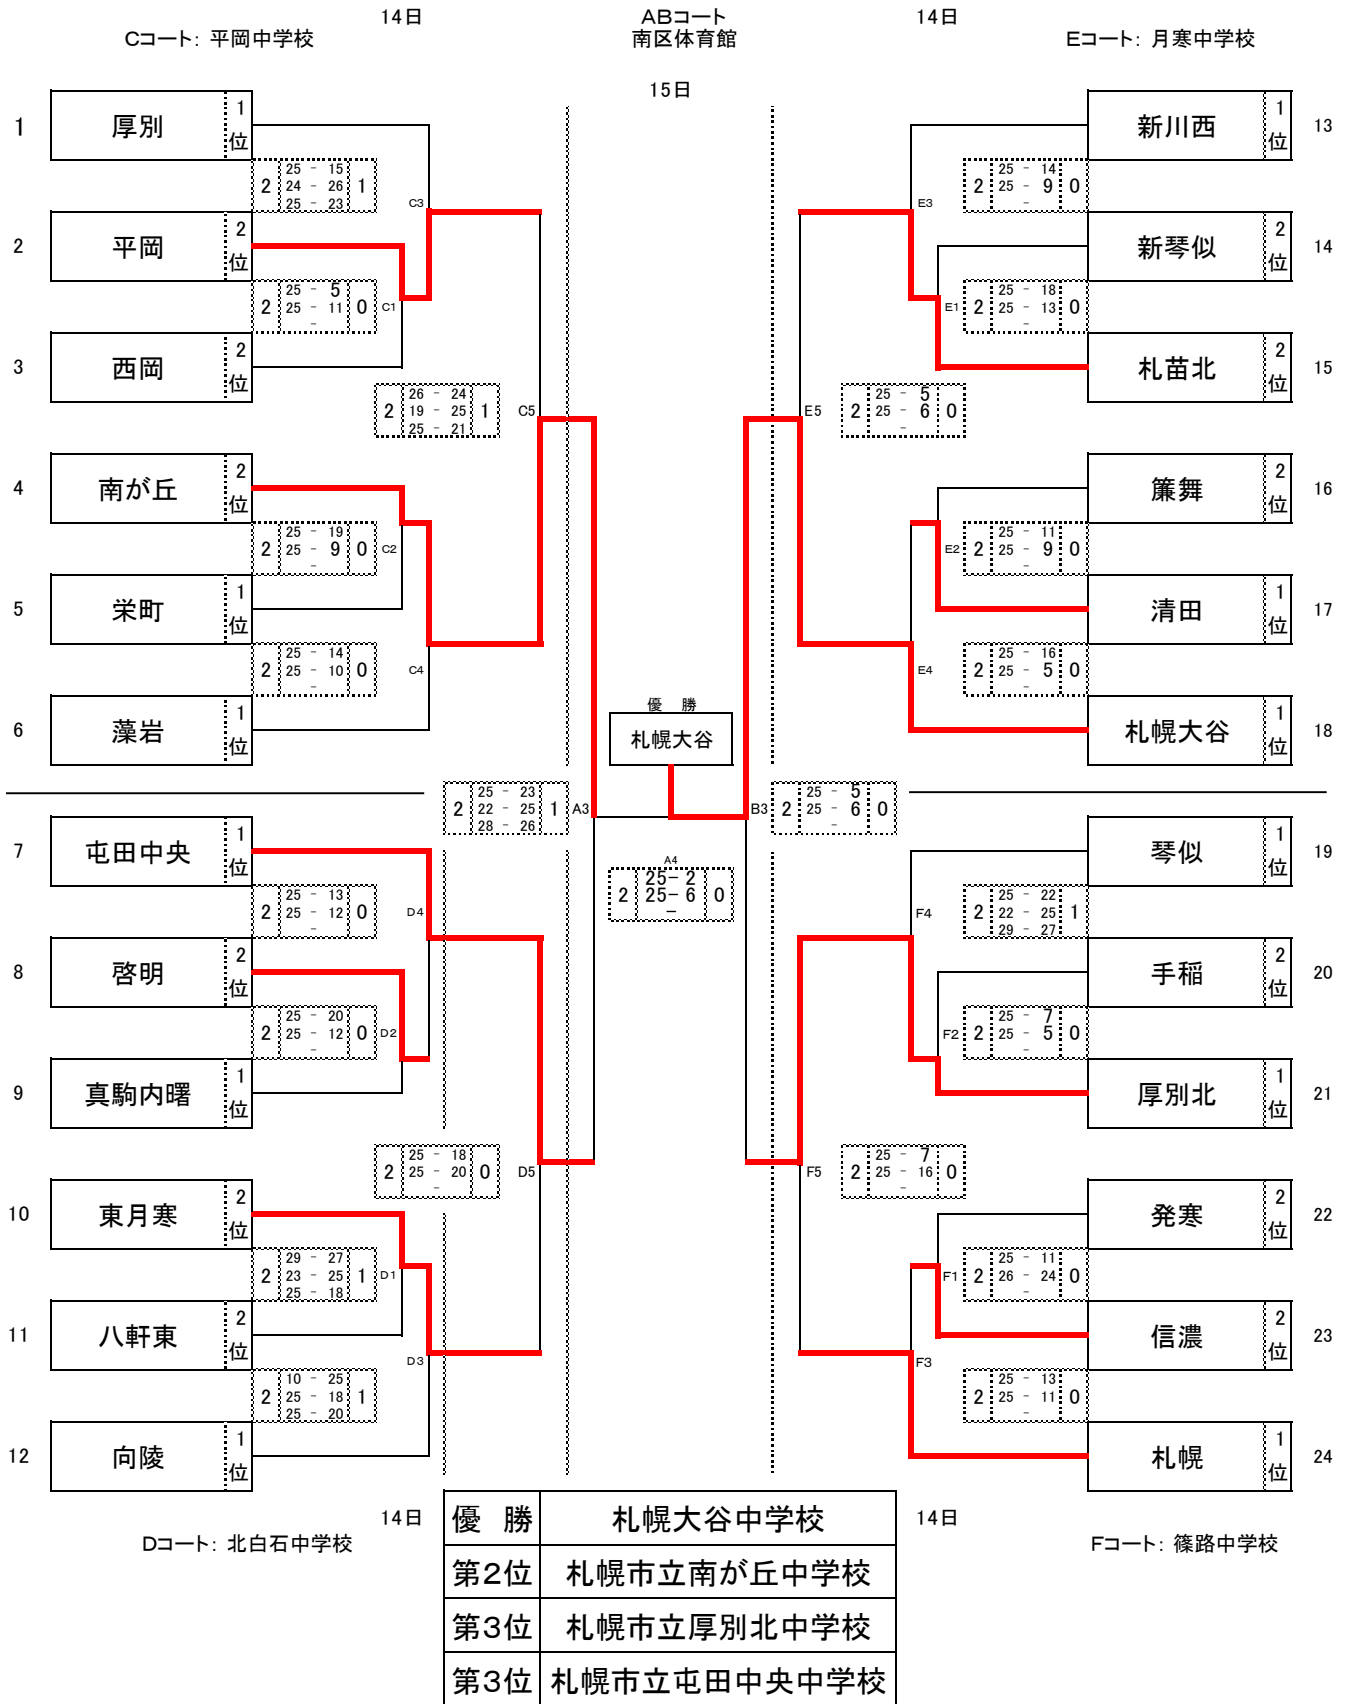 14日
ABコート
14日
Cコート: 平岡中学校
南区体育館
Eコート: 月寒中学校
15日
1 厚別 1位
2 25 - 15 1
24 - 26
25 - 23
C3
2 平岡 2位
2 25 - 5 0
25 - 11
-
C1
3 西岡 2位
2 26 - 24 1
19 - 25
25 - 21
C5
4 南が丘 2位
2 25 - 19 0
25 - 9
-
C2
5 栄町 1位
2 25 - 14 0
25 - 10
-
C4
6 藻岩 1位
新川西 1位 13
E3
2 25 - 14 0
25 - 9
-
新琴似 2位 14
E1
2 25 - 18 0
25 - 13
-
札苗北 2位 15
E5
2 25 - 5 0
25 - 6
-
簾舞 2位 16
E2
2 25 - 11 0
25 - 9
-
清田 1位 17
E4
2 25 - 16 0
25 - 5
-
札幌大谷 1位 18
優 勝
札幌大谷
2 25 - 23 1
22 - 25
28 - 26
A3
B3
2 25 - 5 0
25 - 6
-
A4
2 25- 2 0
25- 6
-
7 屯田中央 1位
2 25 - 13 0
25 - 12
-
D4
8 啓明 2位
2 25 - 20 0
25 - 12
-
D2
9 真駒内曙 1位
2 25 - 18 0
25 - 20
-
D5
10 東月寒 2位
2 29 - 27 1
23 - 25
25 - 18
D1
11 八軒東 2位
2 10 - 25 1
25 - 18
25 - 20
D3
12 向陵 1位
琴似 1位 19
F4
2 25 - 22 1
22 - 25
29 - 27
手稲 2位 20
F2
2 25 - 7 0
25 - 5
-
厚別北 1位 21
F5
2 25 - 7 0
25 - 16
-
発寒 2位 22
F1
2 25 - 11 0
26 - 24
-
信濃 2位 23
F3
2 25 - 13 0
25 - 11
-
札幌 1位 24
14日
14日
Dコート: 北白石中学校
Fコート: 篠路中学校
優 勝 札幌大谷中学校
第2位 札幌市立南が丘中学校
第3位 札幌市立厚別北中学校
第3位 札幌市立屯田中央中学校